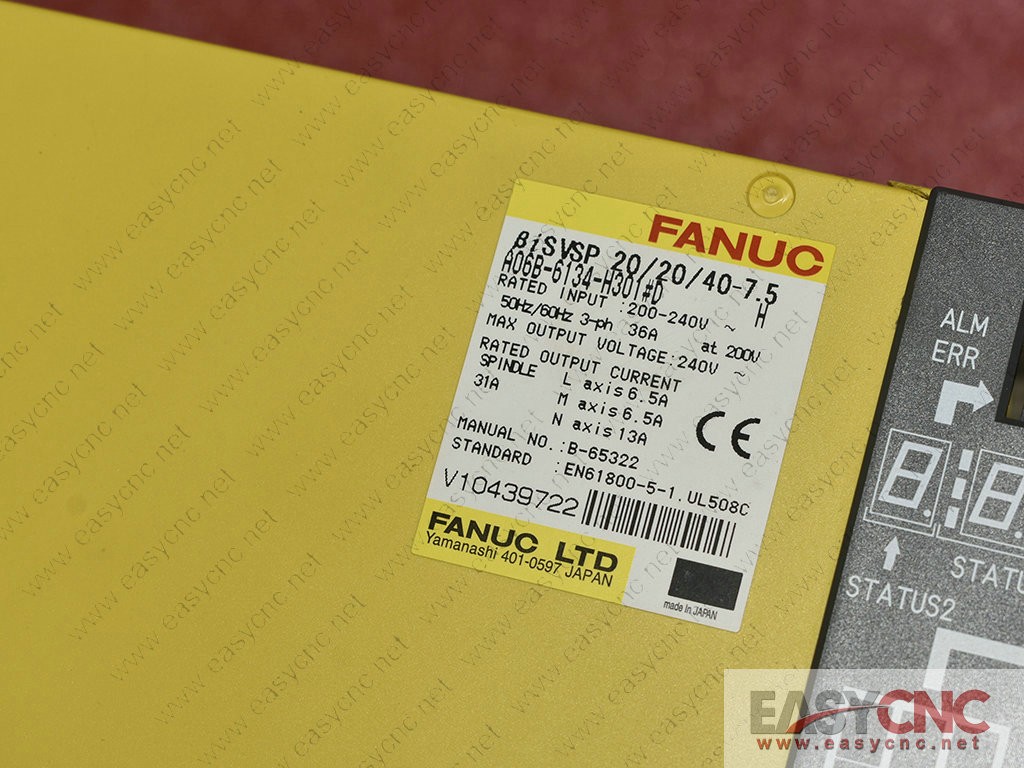 FANUC
βiSVSP 20/20/40-7.5
A06B-6134-H301#D H
RATED INPUT :200-240V ~
50Hz/60Hz 3-ph 36A at 200V
MAX OUTPUT VOLTAGE:240V ~
RATED OUTPUT CURRENT
SPINDLE L axis 6.5A
31A M axis 6.5A
N axis 13A
MANUAL NO.:B-65322
STANDARD :EN61800-5-1.UL508C
V10439722
CE
FANUC LTD
Yamanashi 401-0597 JAPAN
made in JAPAN
ALM
ERR
STATUS2
EASYCNC
www.easycnc.net